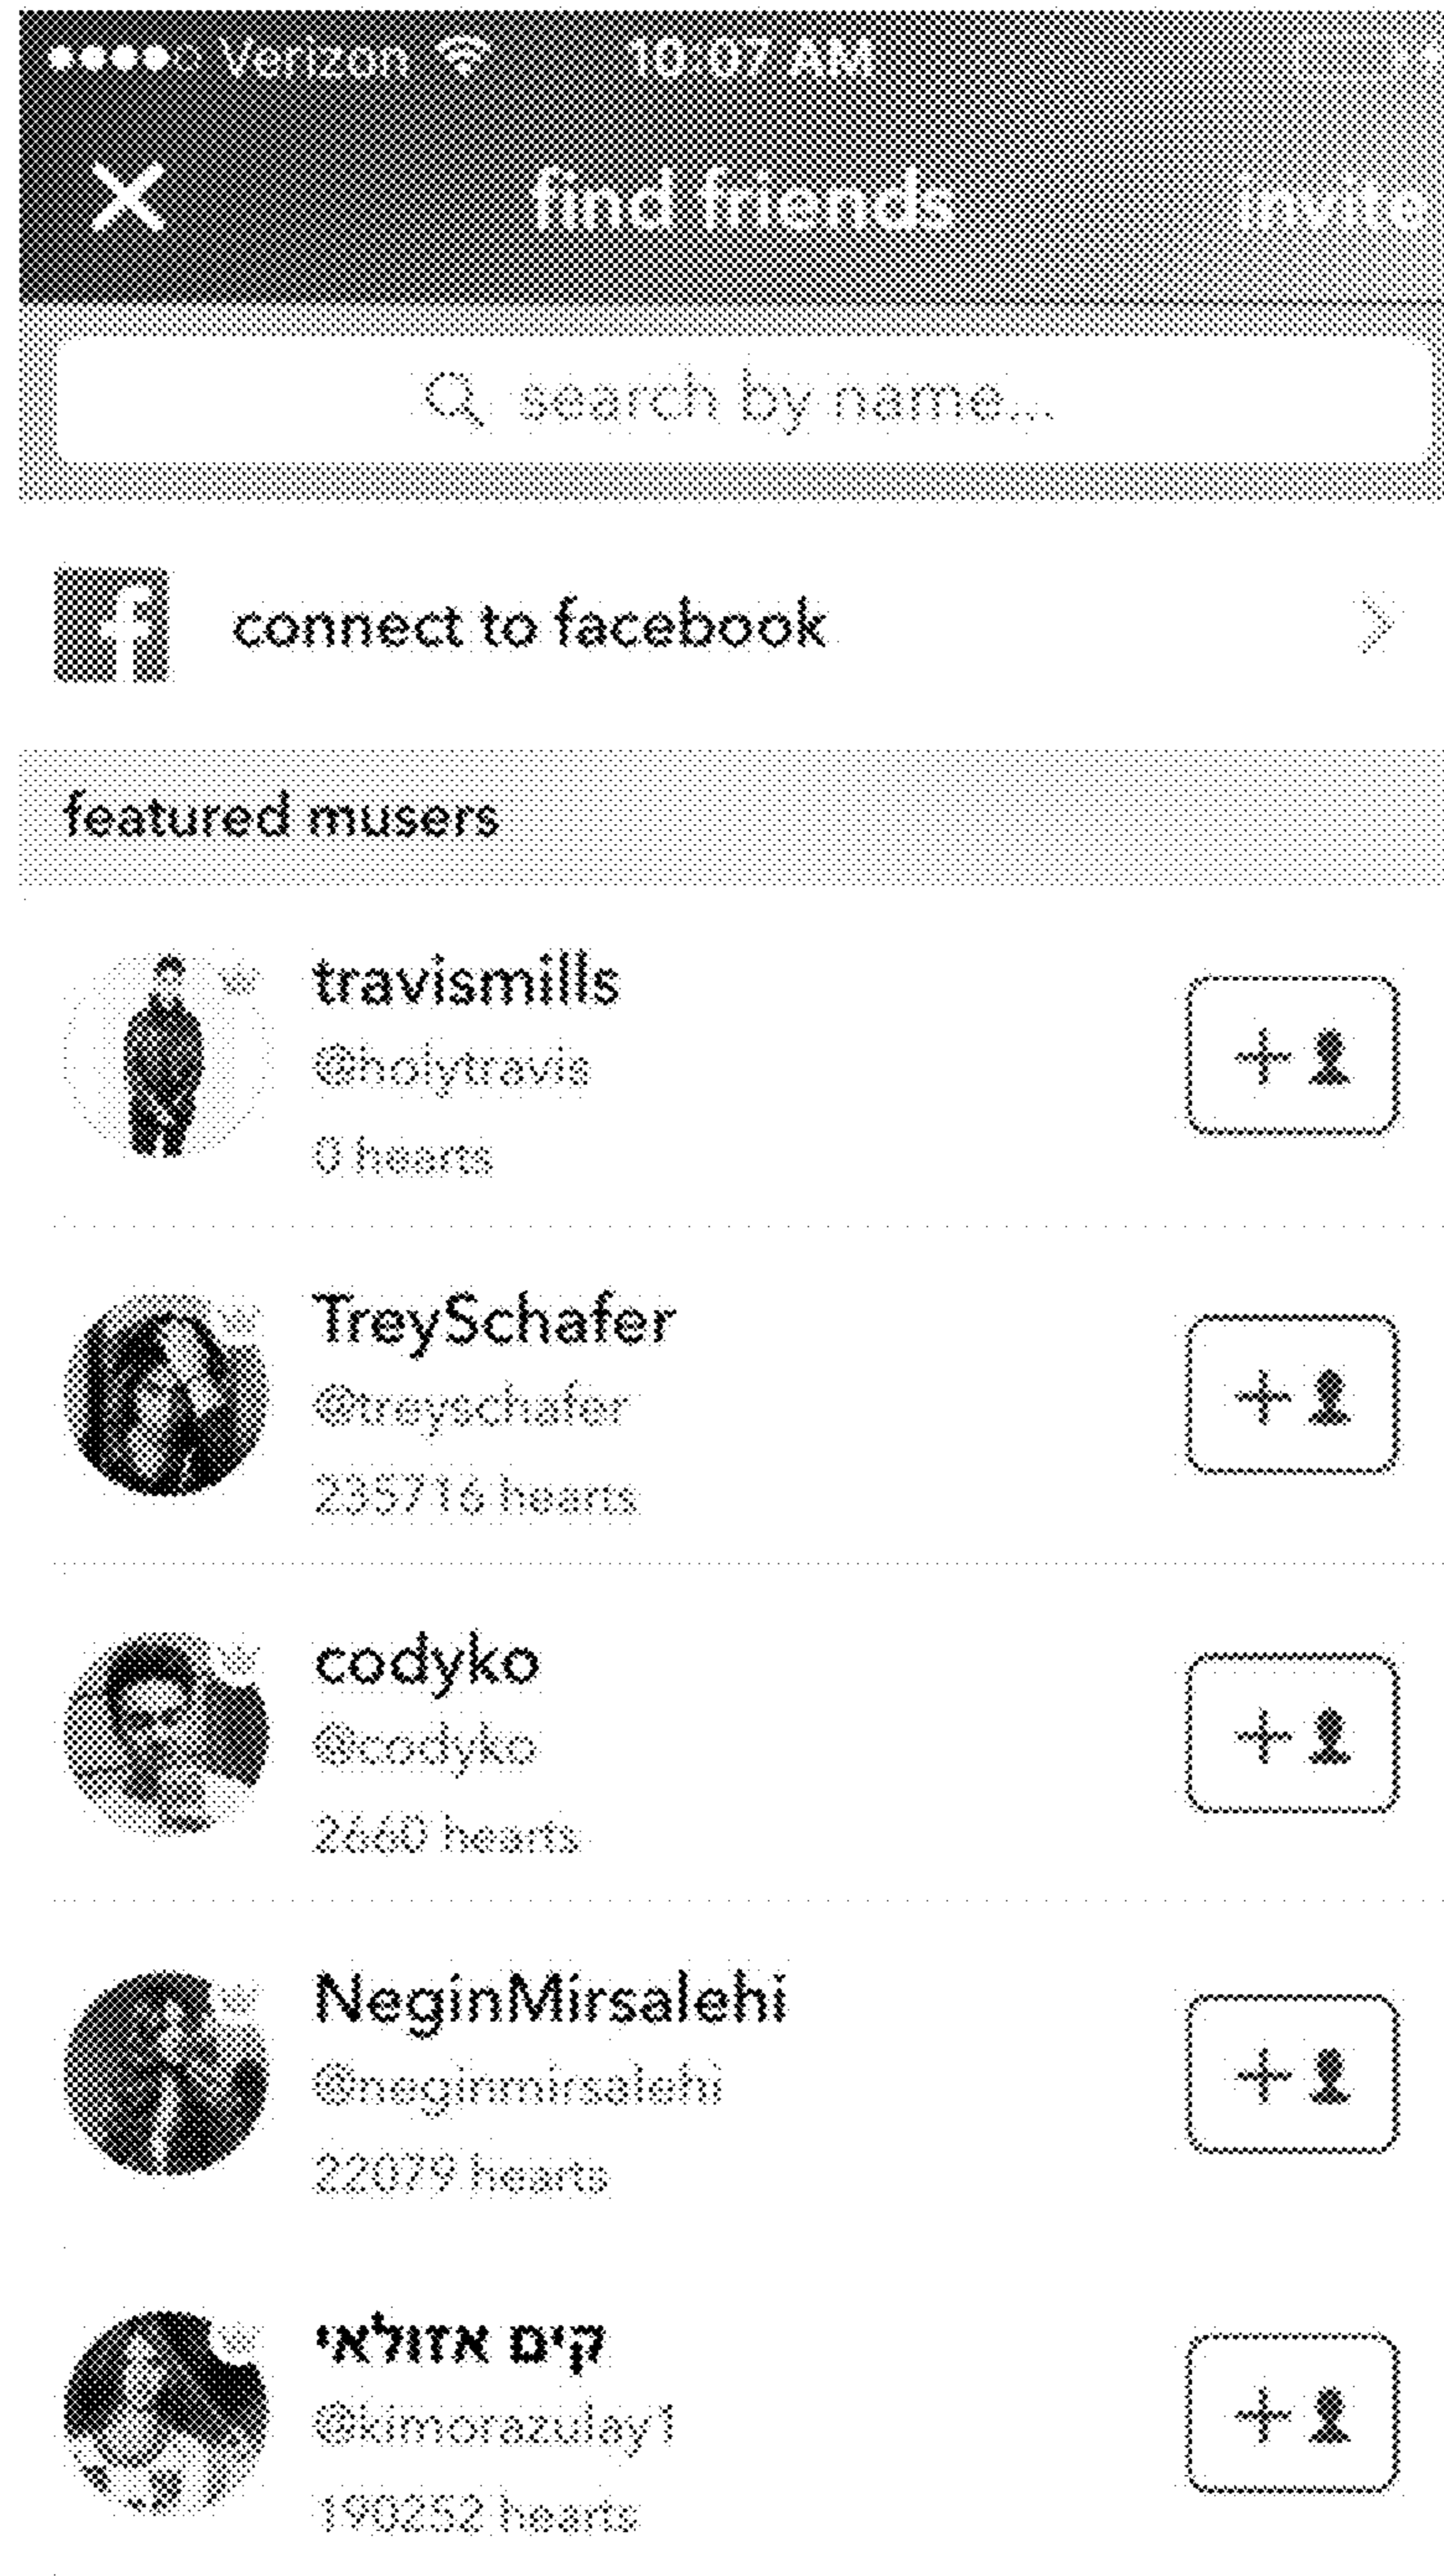 Verizon 10:07 AM
find friends invite
search by name...
connect to facebook
featured musers
travismills
@holytravis
0 hearts
TreySchafer
@treyschafer
235716 hearts
codyko
@codyko
2660 hearts
NeginMirsalehi
@neginmirsalehi
22079 hearts
קים אזולאי
@kimorazulay1
190252 hearts